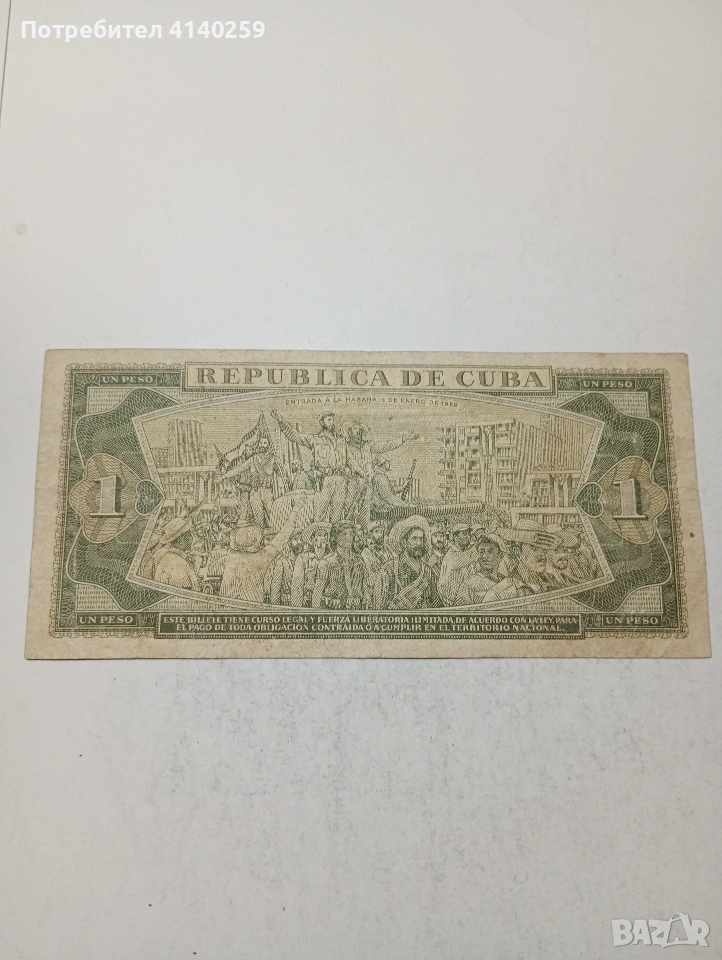 Потребител 4140259
REPUBLICA DE CUBA
UN PESO
UN PESO
ENTRADA A LA HABANA 8 DE ENERO DE 1959
1
1
UN PESO
ESTE BILLETE TIENE CURSO LEGAL Y FUERZA LIBERATORIA ILIMITADA, DE ACUERDO CON LA LEY, PARA
EL PAGO DE TODA OBLIGACION CONTRAIDA O A CUMPLIR EN EL TERRITORIO NACIONAL.
UN PESO
BAZAR